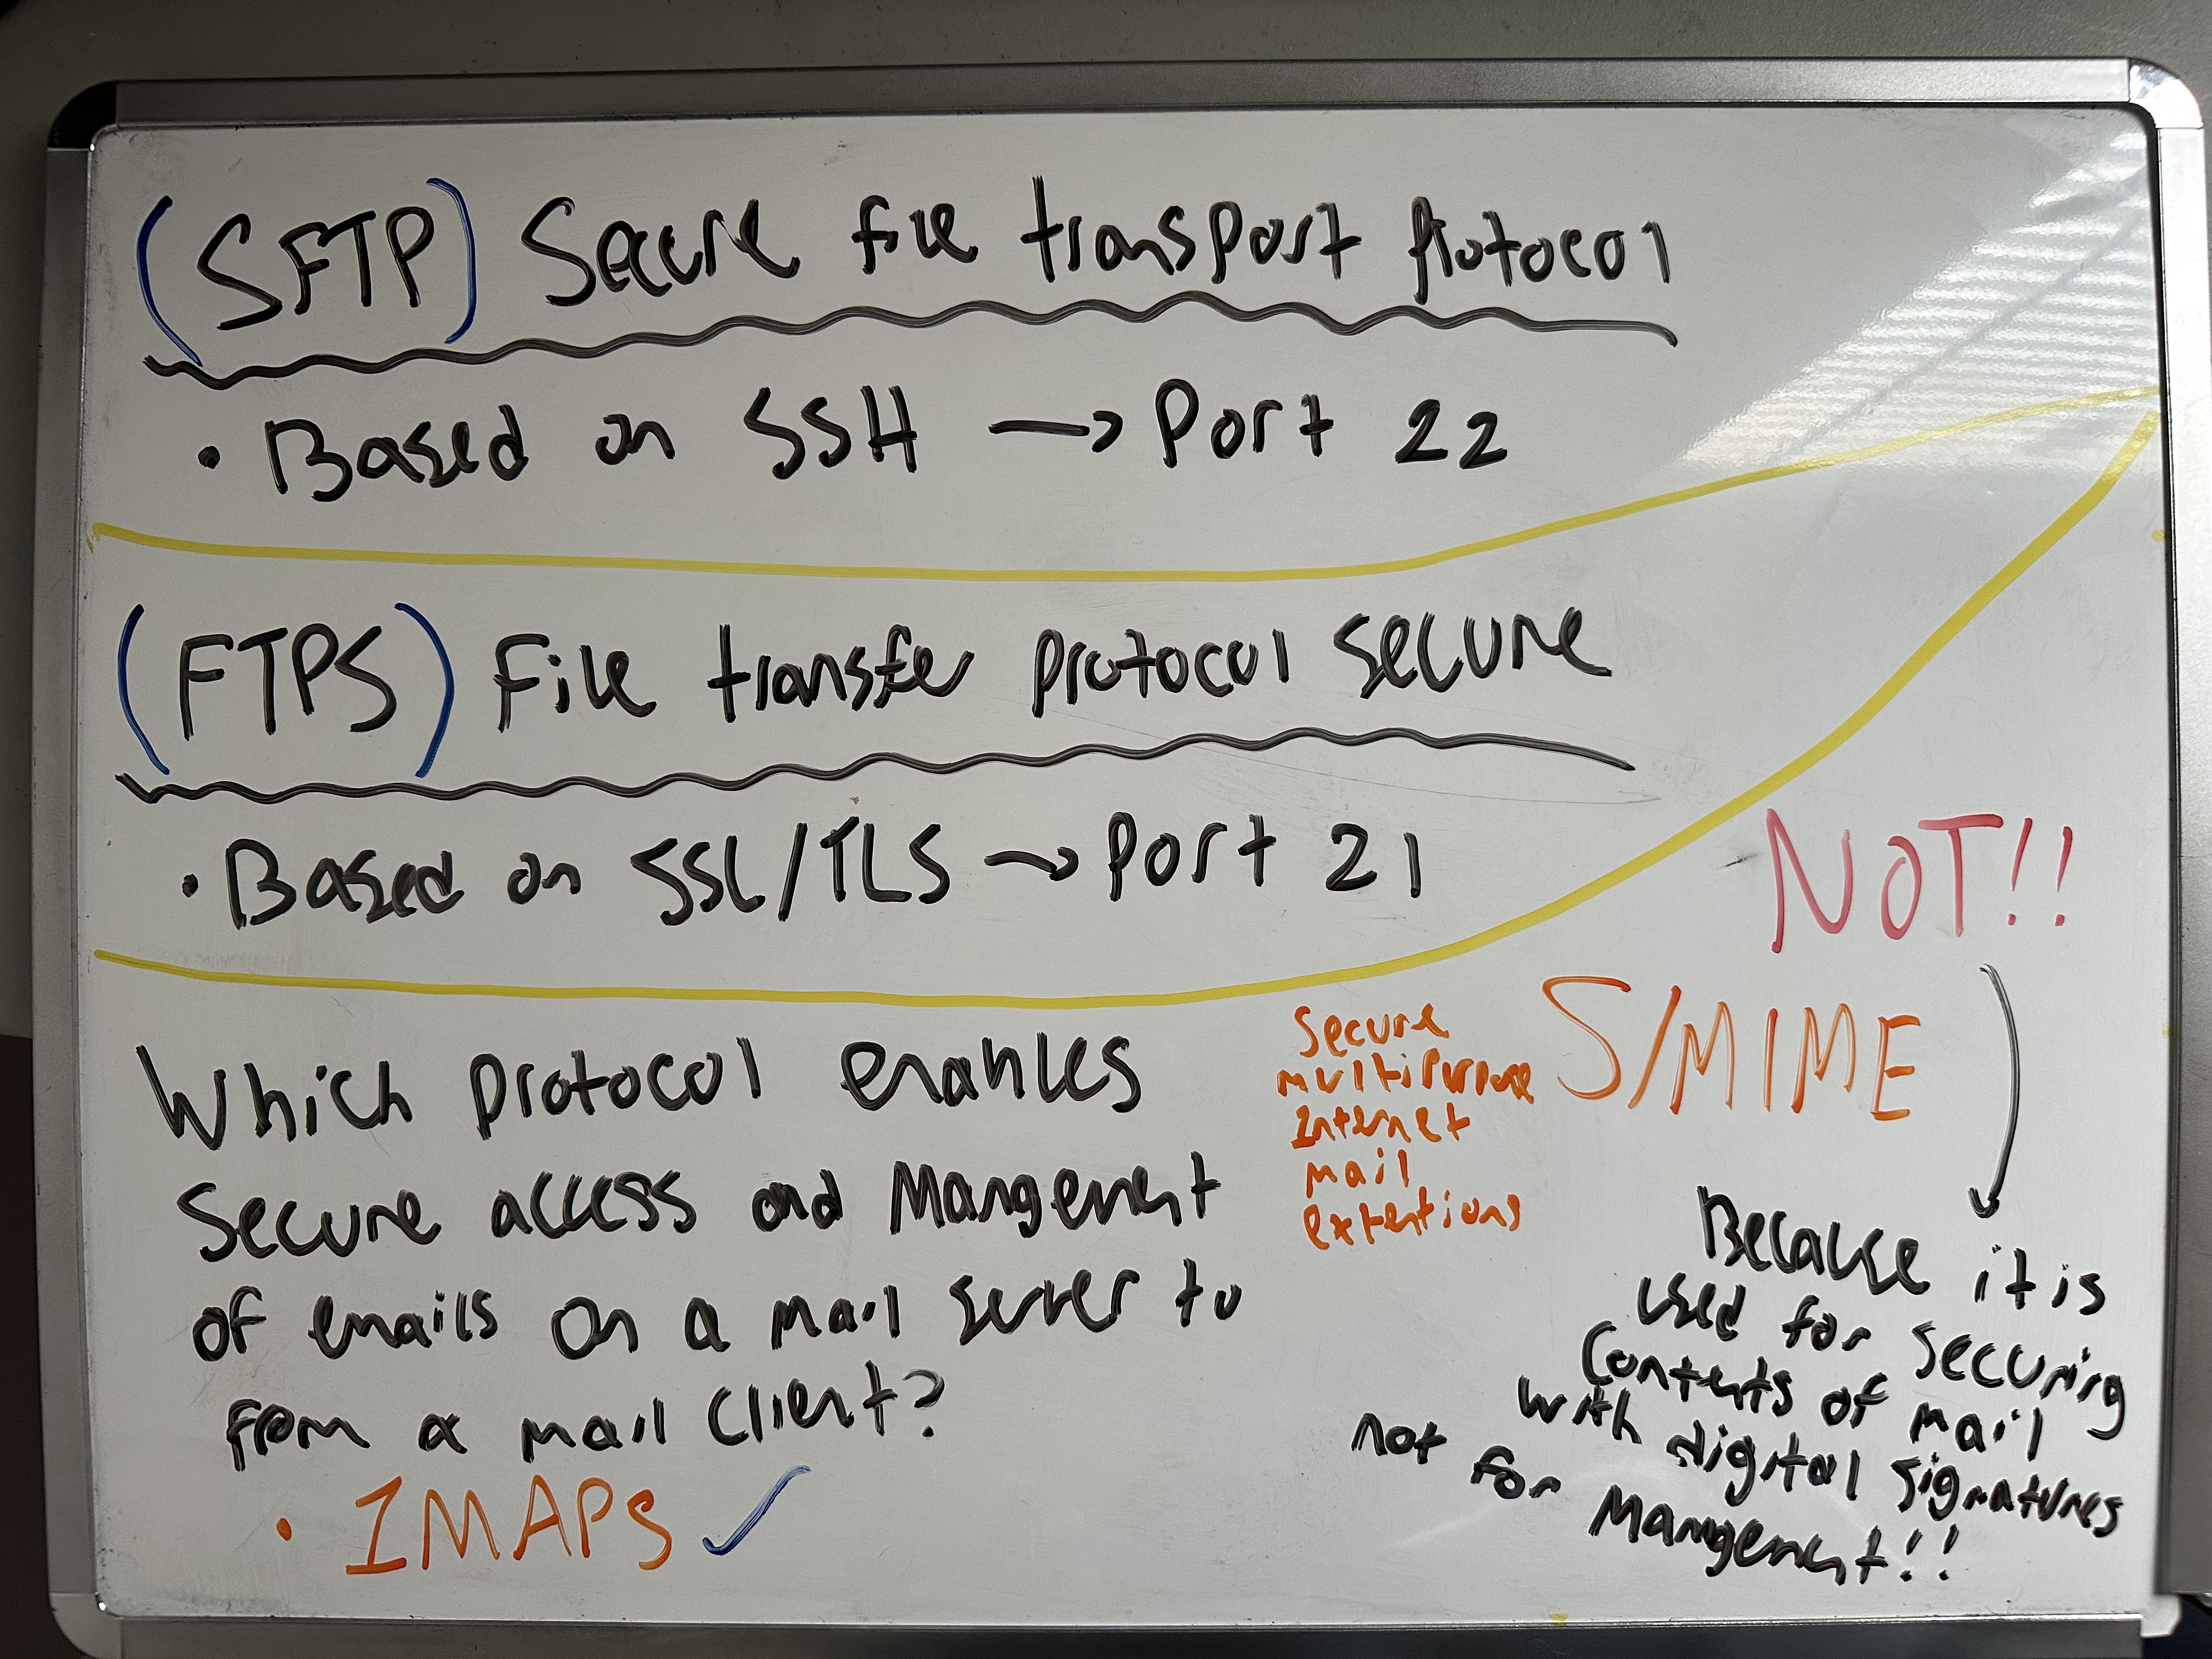 (SFTP) Secure file transport protocol
• Based on SSH → Port 22
(FTPS) File transfer protocol secure
• Based on SSL/TLS → Port 21
Which protocol enables
Secure access and Mangement
of emails on a mail server to
from a mail client?
• IMAPS ✓
NOT!!
S/MIME
Secure
multipurpose
Internet
mail
extentions
Because it is
used for securing
Contents of mail
with digital signatures
not for Mangement!!